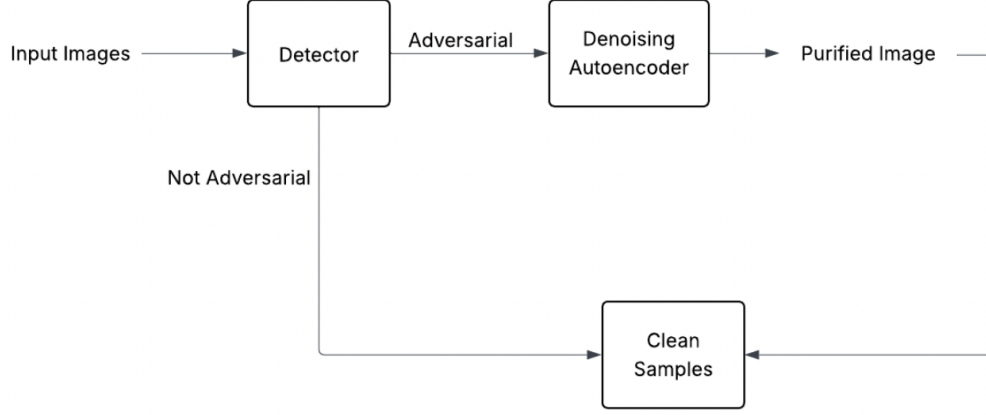 Input Images
Detector
Adversarial
Denoising
Autoencoder
Purified Image
Not Adversarial
Clean
Samples